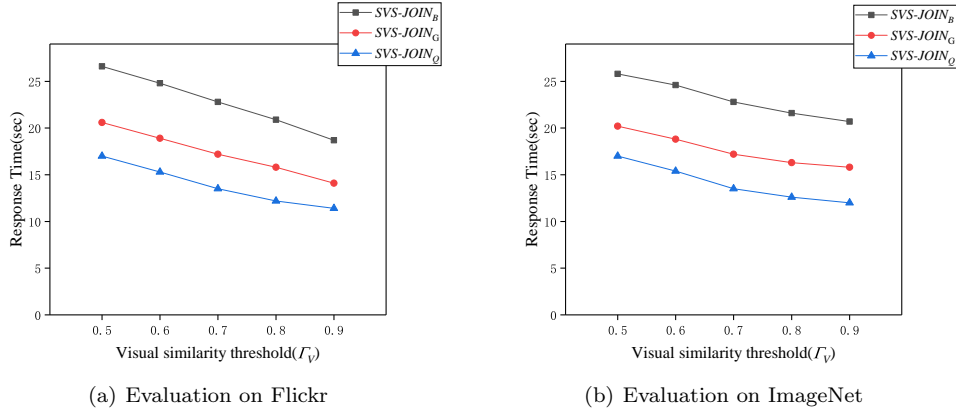 SVS-JOIN_B
SVS-JOIN_G
SVS-JOIN_Q
25
20
15
10
5
0
Response Time(sec)
0.5 0.6 0.7 0.8 0.9
Visual similarity threshold(Γ_V)
(a) Evaluation on Flickr
SVS-JOIN_B
SVS-JOIN_G
SVS-JOIN_Q
25
20
15
10
5
0
Response Time(sec)
0.5 0.6 0.7 0.8 0.9
Visual similarity threshold(Γ_V)
(b) Evaluation on ImageNet